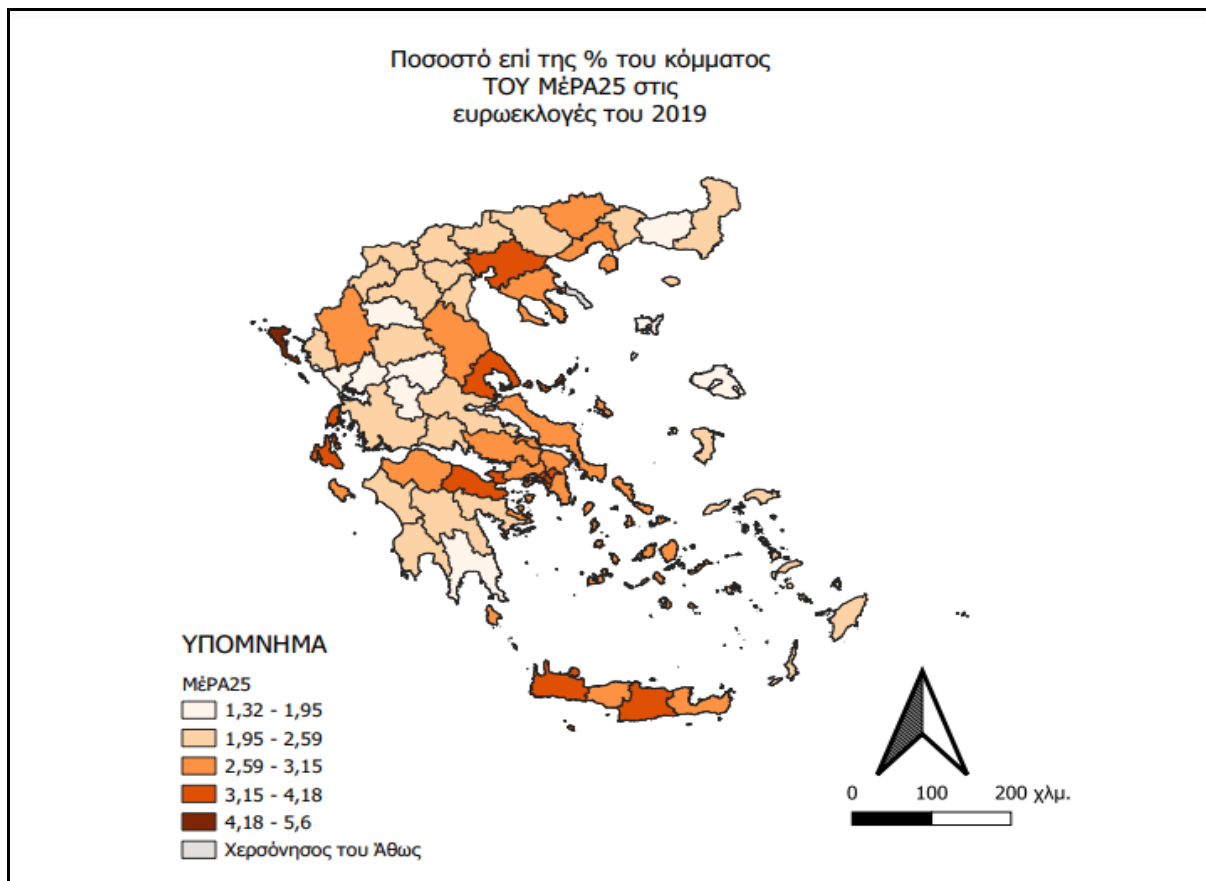 Ποσοστό επί της % του κόμματος
ΤΟΥ ΜέΡΑ25 στις
ευρωεκλογές του 2019
ΥΠΟΜΝΗΜΑ
ΜέΡΑ25
1,32 - 1,95
1,95 - 2,59
2,59 - 3,15
3,15 - 4,18
4,18 - 5,6
Χερσόνησος του Άθως
0 100 200 χλμ.